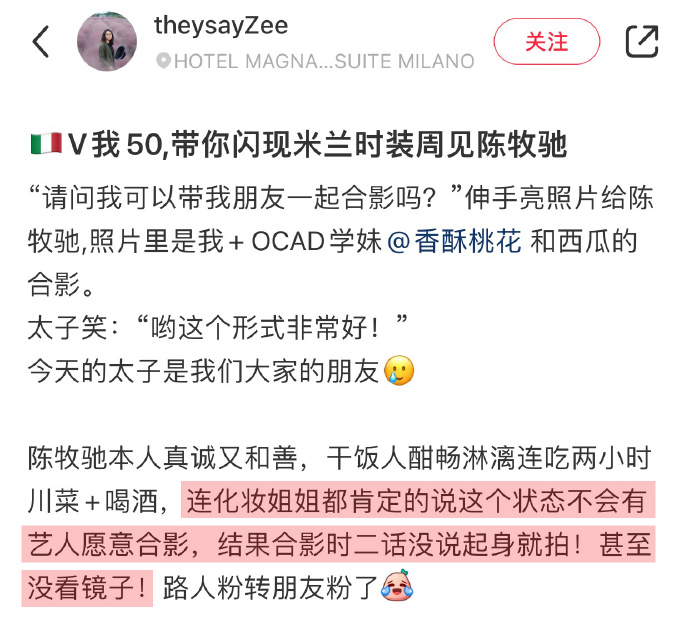 theysayZee
HOTEL MAGNA...SUITE MILANO
关注
🇮🇹V我50,带你闪现米兰时装周见陈牧驰
“请问我可以带我朋友一起合影吗？”伸手亮照片给陈
牧驰,照片里是我+OCAD学妹@香酥桃花 和西瓜的
合影。
太子笑：“哟这个形式非常好！”
今天的太子是我们大家的朋友🥲
陈牧驰本人真诚又和善，干饭人酣畅淋漓连吃两小时
川菜+喝酒，连化妆姐姐都肯定的说这个状态不会有
艺人愿意合影，结果合影时二话没说起身就拍！甚至
没看镜子！路人粉转朋友粉了